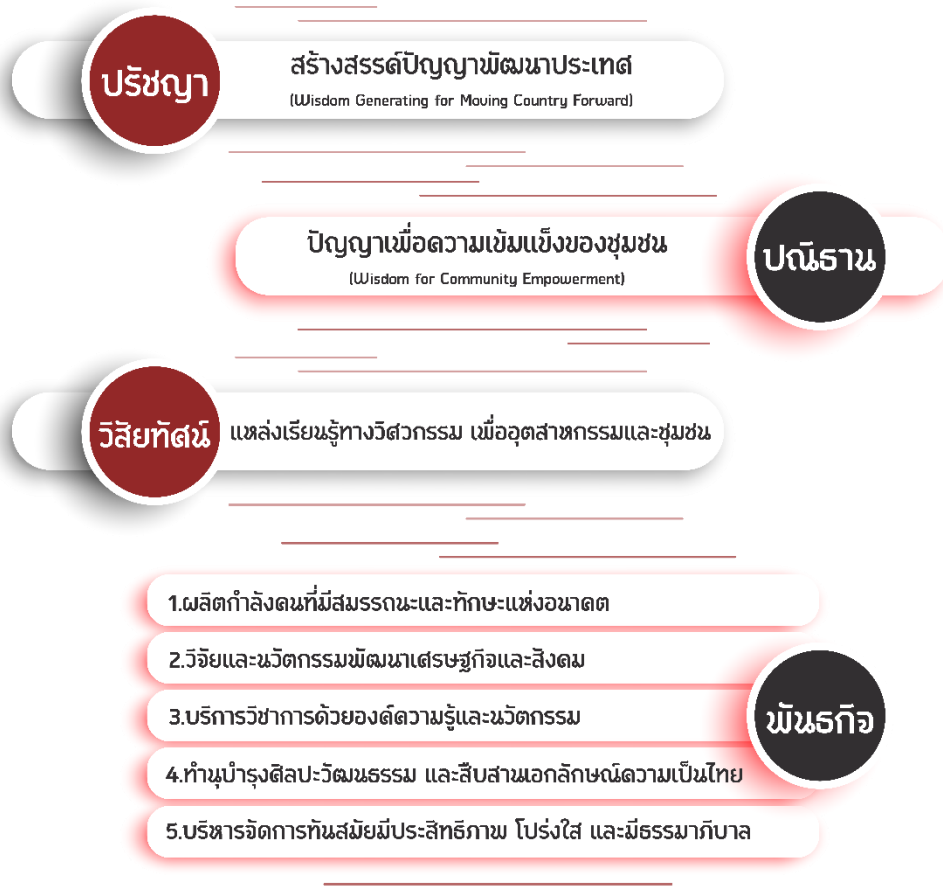 ปรัชญา
สร้างสรรค์ปัญญาพัฒนาประเทศ
(Wisdom Generating for Moving Country Forward)
ปัญญาเพื่อความเข้มแข็งของชุมชน
(Wisdom for Community Empowerment)
ปณิธาน
วิสัยทัศน์
แหล่งเรียนรู้ทางวิศวกรรม เพื่ออุตสาหกรรมและชุมชน
1.ผลิตกำลังคนที่มีสมรรถนะและทักษะแห่งอนาคต
2.วิจัยและนวัตกรรมพัฒนาเศรษฐกิจและสังคม
3.บริการวิชาการด้วยองค์ความรู้และนวัตกรรม
4.ทำนุบำรุงศิลปะวัฒนธรรม และสืบสานเอกลักษณ์ความเป็นไทย
5.บริหารจัดการทันสมัยมีประสิทธิภาพ โปร่งใส และมีธรรมาภิบาล
พันธกิจ